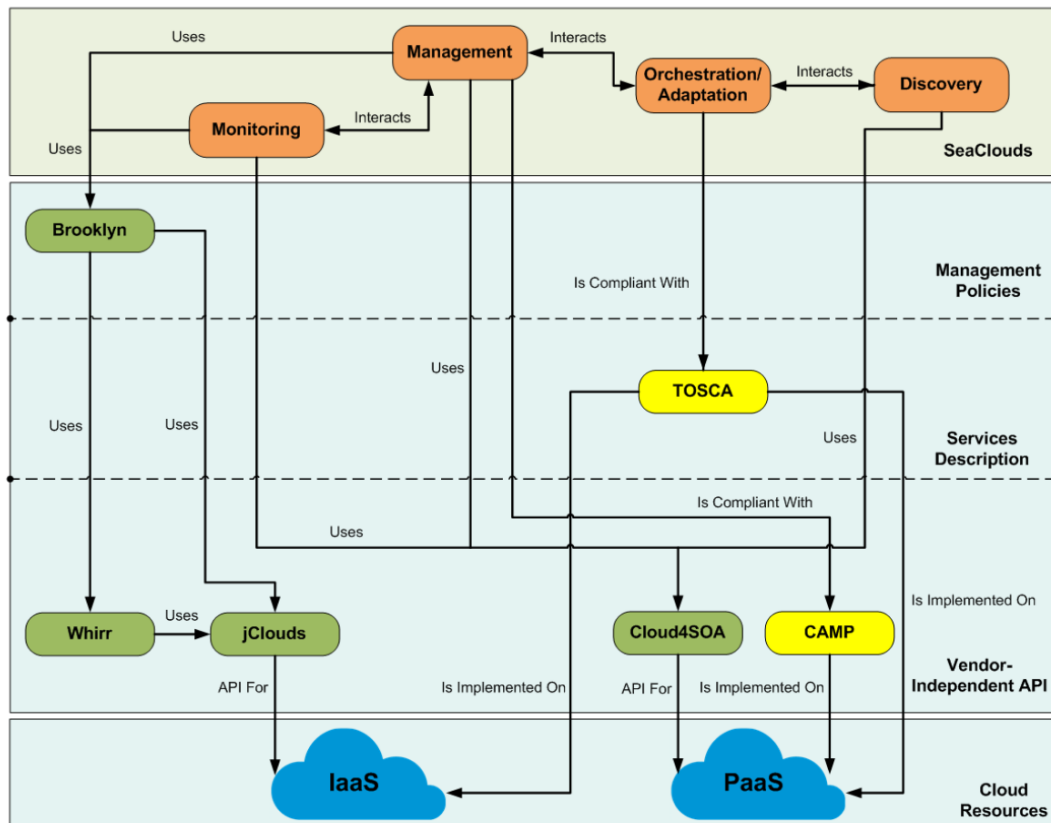 Uses
Management
Interacts
Orchestration/
Adaptation
Interacts
Discovery
Monitoring
Interacts
Uses
SeaClouds
Brooklyn
Is Compliant With
Management
Policies
Uses
TOSCA
Uses
Uses
Uses
Services
Description
Is Compliant With
Uses
Is Implemented On
Whirr
Uses
jClouds
Cloud4SOA
CAMP
Vendor-
Independent API
API For
Is Implemented On
API For
Is Implemented On
IaaS
PaaS
Cloud
Resources